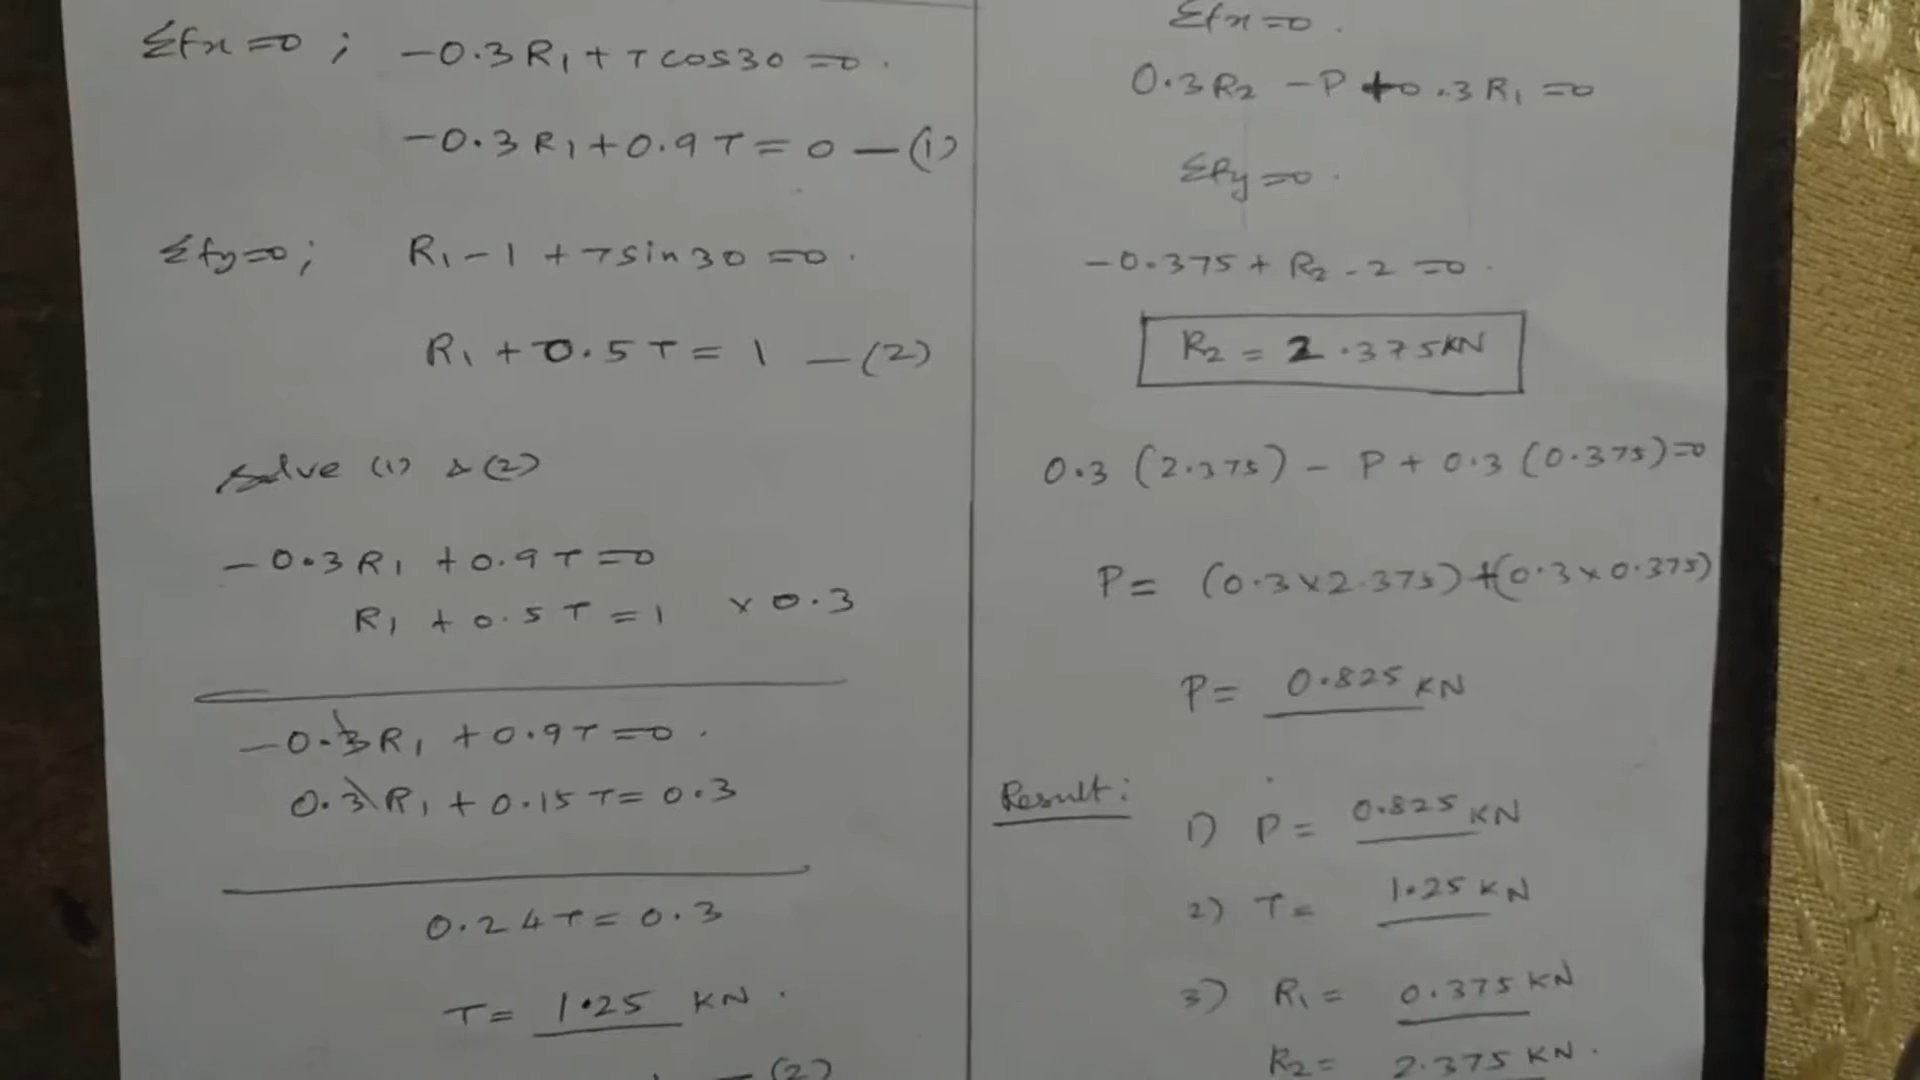 Σfx=0 ; -0.3R₁+Tcos30=0.
-0.3R₁+0.9T=0 —(1)
Σfy=0; R₁-1+Tsin30=0.
R₁+0.5T=1 —(2)
solve (1) & (2)
-0.3R₁+0.9T=0
R₁+0.5T=1 ×0.3
-0.3R₁+0.9T=0.
0.3R₁+0.15T=0.3
0.24T=0.3
T= 1.25 KN.
—(2)
Σfx=0.
0.3R₂-P+0.3R₁=0
Σfy=0.
-0.375+R₂-2=0.
R₂=2.375KN
0.3(2.375)-P+0.3(0.375)=0
P=(0.3×2.375)+(0.3×0.375)
P= 0.825 KN
Result:
1) P= 0.825 KN
2) T= 1.25 KN
3) R₁= 0.375 KN
R₂= 2.375 KN.